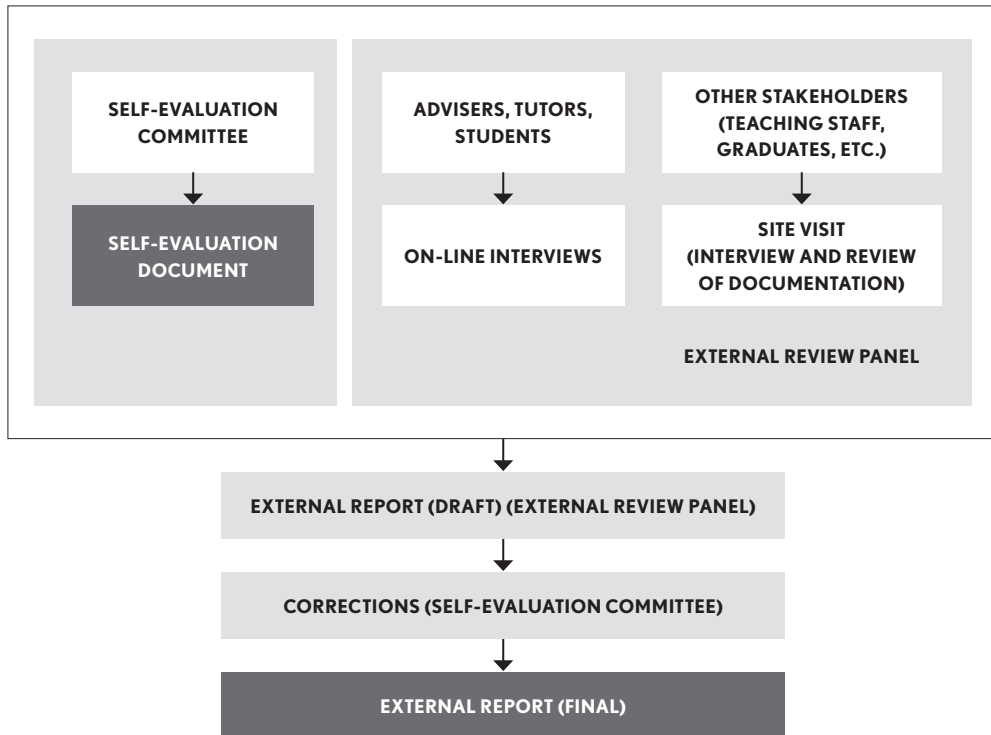 SELF-EVALUATION
COMMITTEE
SELF-EVALUATION
DOCUMENT
ADVISERS, TUTORS,
STUDENTS
ON-LINE INTERVIEWS
OTHER STAKEHOLDERS
(TEACHING STAFF,
GRADUATES, ETC.)
SITE VISIT
(INTERVIEW AND REVIEW
OF DOCUMENTATION)
EXTERNAL REVIEW PANEL
EXTERNAL REPORT (DRAFT) (EXTERNAL REVIEW PANEL)
CORRECTIONS (SELF-EVALUATION COMMITTEE)
EXTERNAL REPORT (FINAL)